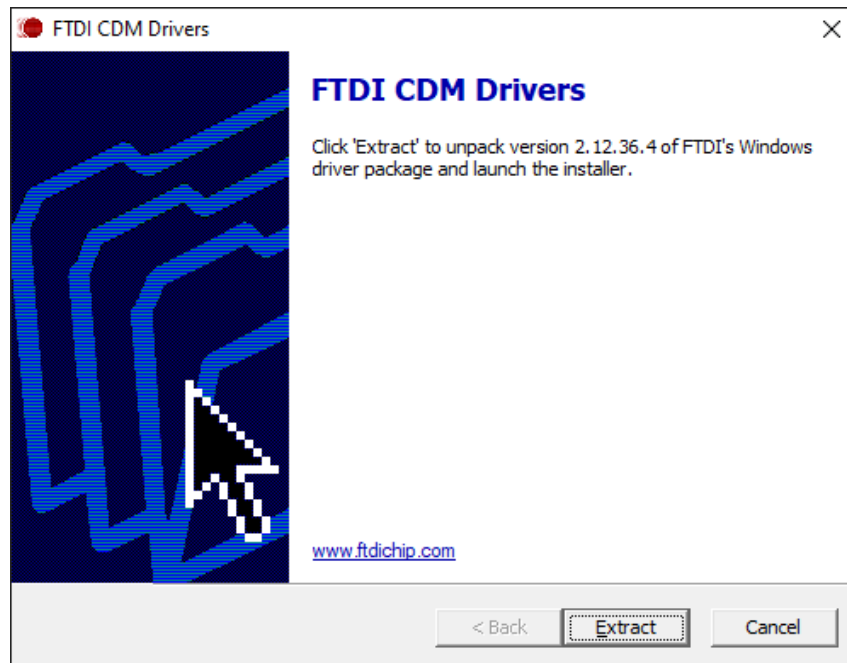 FTDI CDM Drivers
FTDI CDM Drivers
Click 'Extract' to unpack version 2.12.36.4 of FTDI's Windows
driver package and launch the installer.
www.ftdichip.com
< Back Extract Cancel